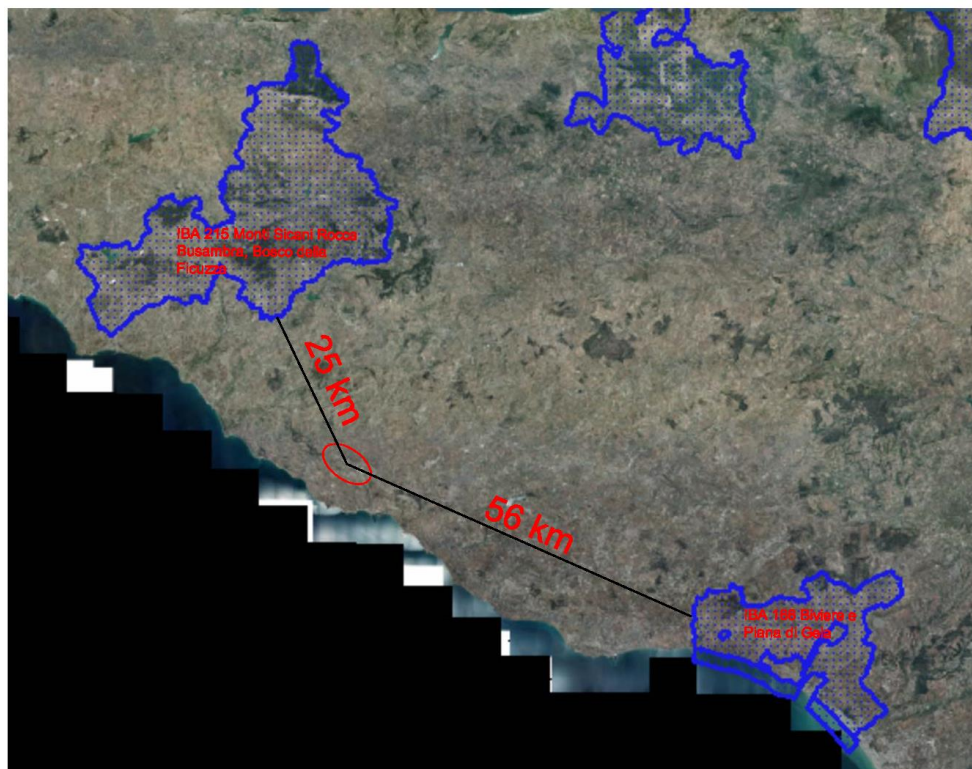 IBA 215 Monti Sicani Rocca
Busambra, Bosco della
Ficuzza
25 km
56 km
IBA 166 Biviere e
Piana di Gela